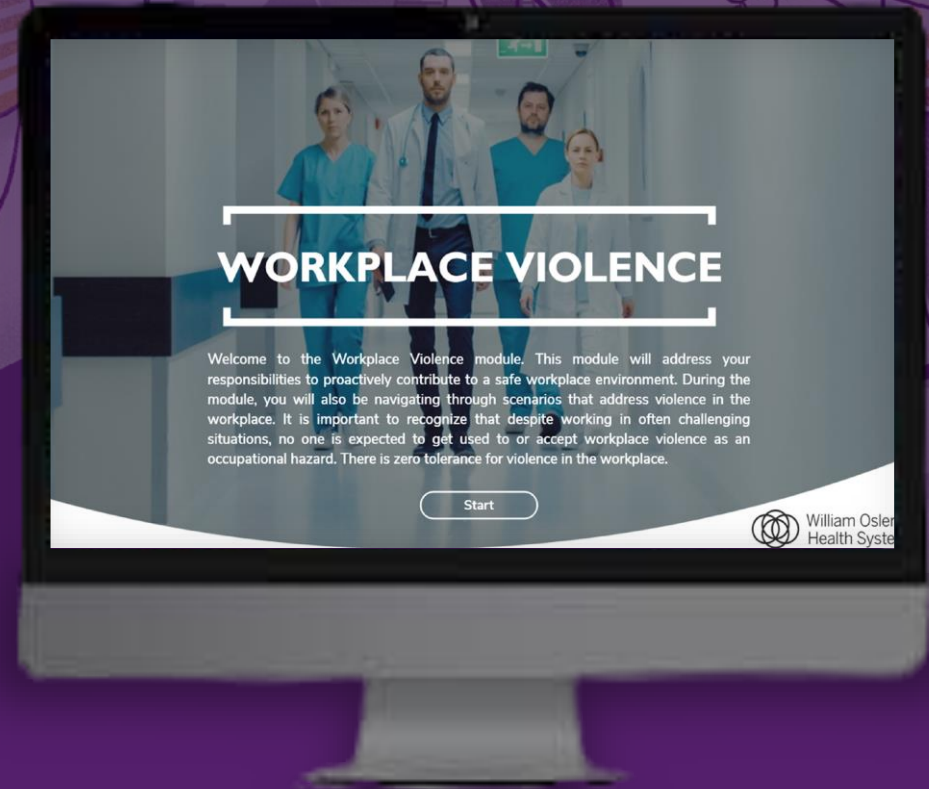 WORKPLACE VIOLENCE
Welcome to the Workplace Violence module. This module will address your
responsibilities to proactively contribute to a safe workplace environment. During the
module, you will also be navigating through scenarios that address violence in the
workplace. It is important to recognize that despite working in often challenging
situations, no one is expected to get used to or accept workplace violence as an
occupational hazard. There is zero tolerance for violence in the workplace.
Start
William Osler
Health Syste